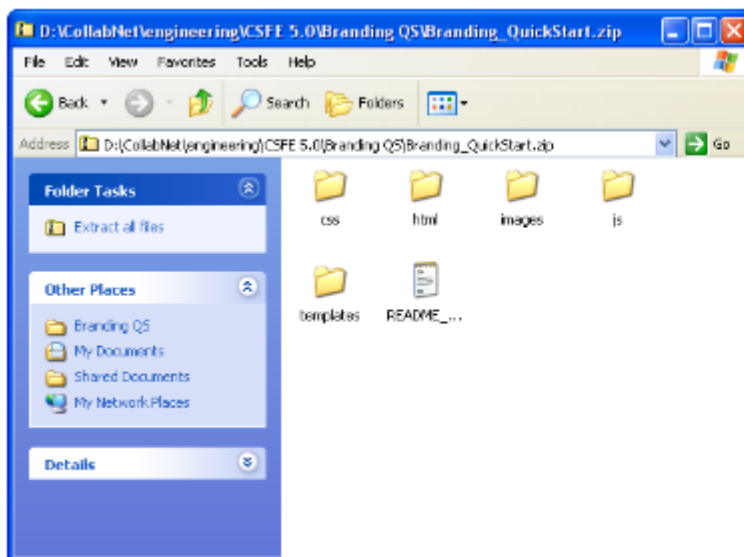 D:\CollabNet\engineering\CSFE 5.0\Branding QS\Branding_QuickStart.zip
File Edit View Favorites Tools Help
Back Search Folders
Address D:\CollabNet\engineering\CSFE 5.0\Branding QS\Branding_QuickStart.zip Go
Folder Tasks
Extract all files
Other Places
Branding QS
My Documents
Shared Documents
My Network Places
Details
css html images js
templates README_...